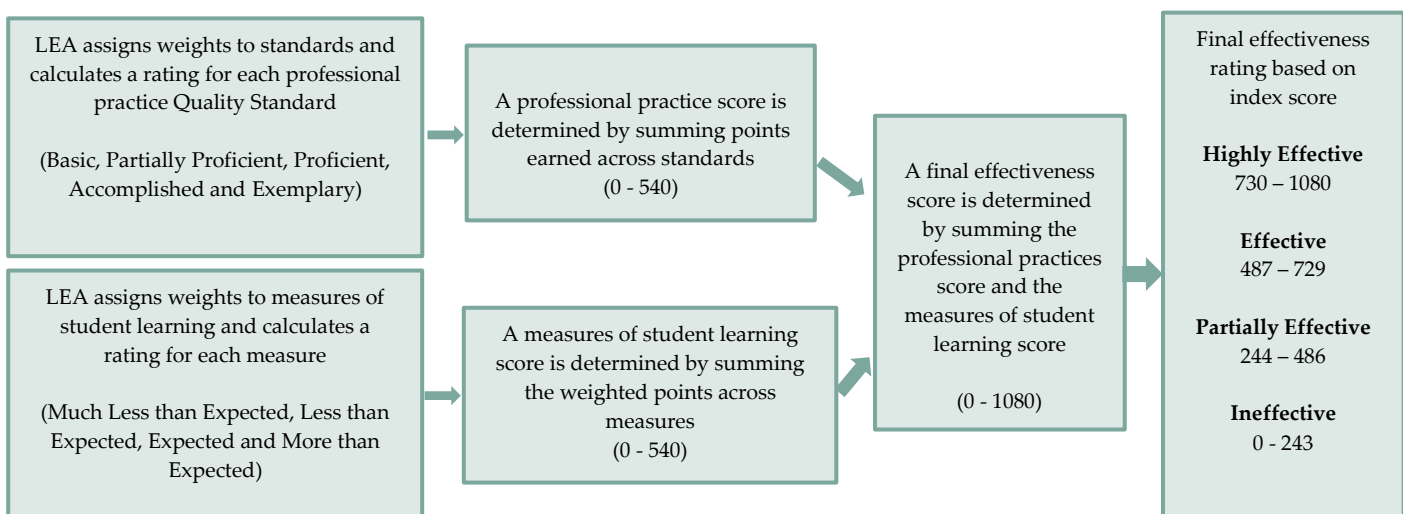 LEA assigns weights to standards and
calculates a rating for each professional
practice Quality Standard
(Basic, Partially Proficient, Proficient,
Accomplished and Exemplary)
LEA assigns weights to measures of
student learning and calculates a
rating for each measure
(Much Less than Expected, Less than
Expected, Expected and More than
Expected)
A professional practice score is
determined by summing points
earned across standards
(0 - 540)
A measures of student learning
score is determined by summing
the weighted points across
measures
(0 - 540)
A final effectiveness
score is determined
by summing the
professional practices
score and the
measures of student
learning score
(0 - 1080)
Final effectiveness
rating based on
index score
Highly Effective
730 – 1080
Effective
487 – 729
Partially Effective
244 – 486
Ineffective
0 - 243